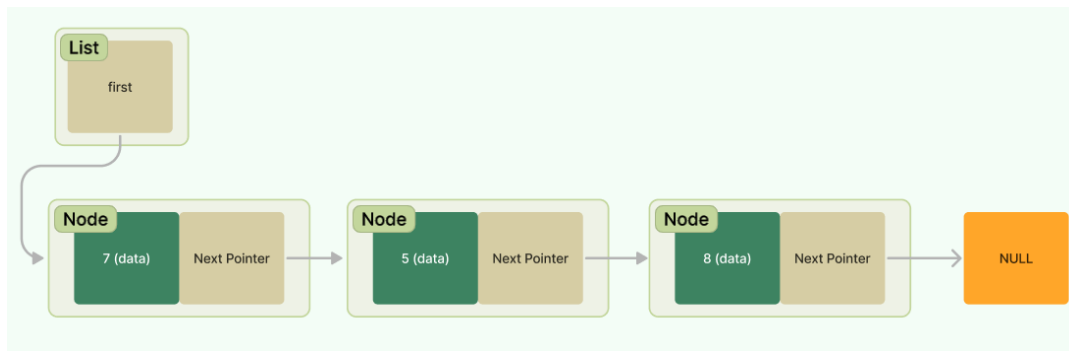 List
first
Node
7 (data)
Next Pointer
Node
5 (data)
Next Pointer
Node
8 (data)
Next Pointer
NULL